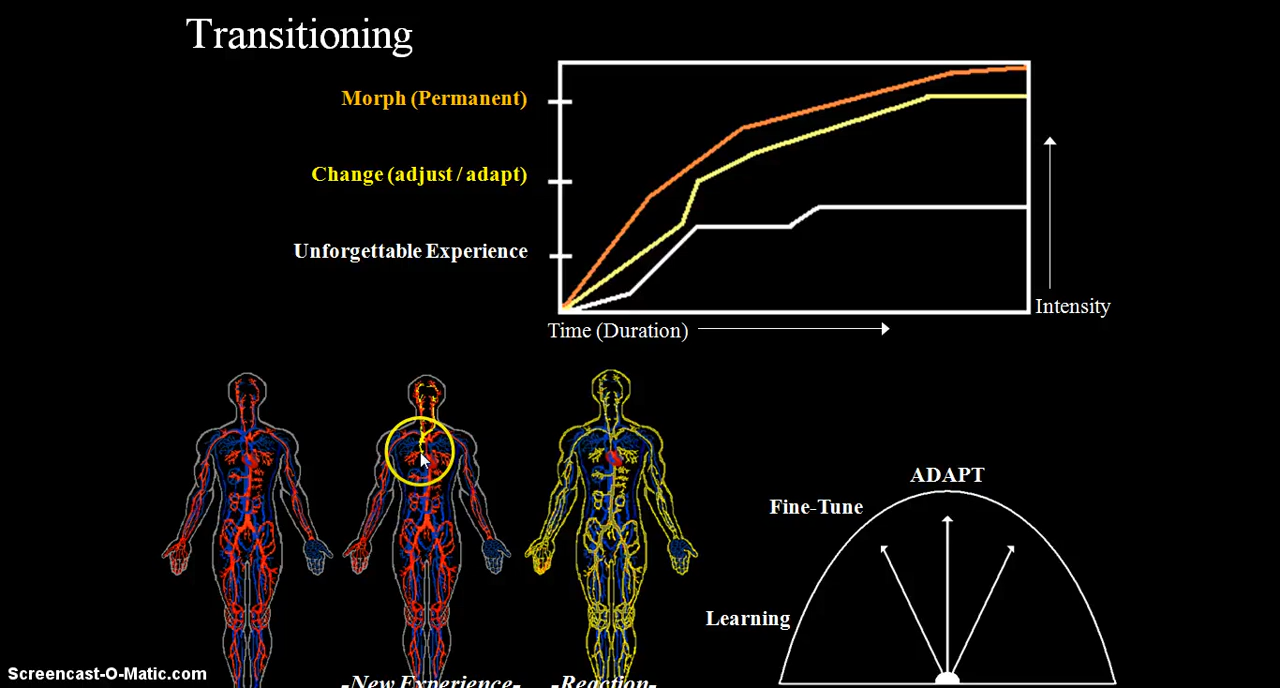 Transitioning
Morph (Permanent)
Change (adjust / adapt)
Unforgettable Experience
Intensity
Time (Duration)
ADAPT
Fine-Tune
Learning
Screencast-O-Matic.com
-New Experience- -Reaction-